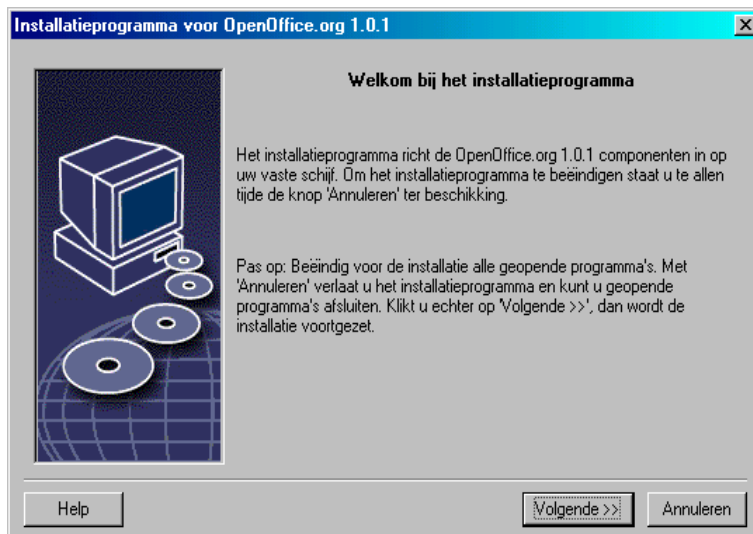 Installatieprogramma voor OpenOffice.org 1.0.1
Welkom bij het installatieprogramma
Het installatieprogramma richt de OpenOffice.org 1.0.1 componenten in op
uw vaste schijf. Om het installatieprogramma te beëindigen staat u te allen
tijde de knop 'Annuleren' ter beschikking.
Pas op: Beëindig voor de installatie alle geopende programma's. Met
'Annuleren' verlaat u het installatieprogramma en kunt u geopende
programma's afsluiten. Klikt u echter op 'Volgende >>', dan wordt de
installatie voortgezet.
Help
Volgende >>
Annuleren